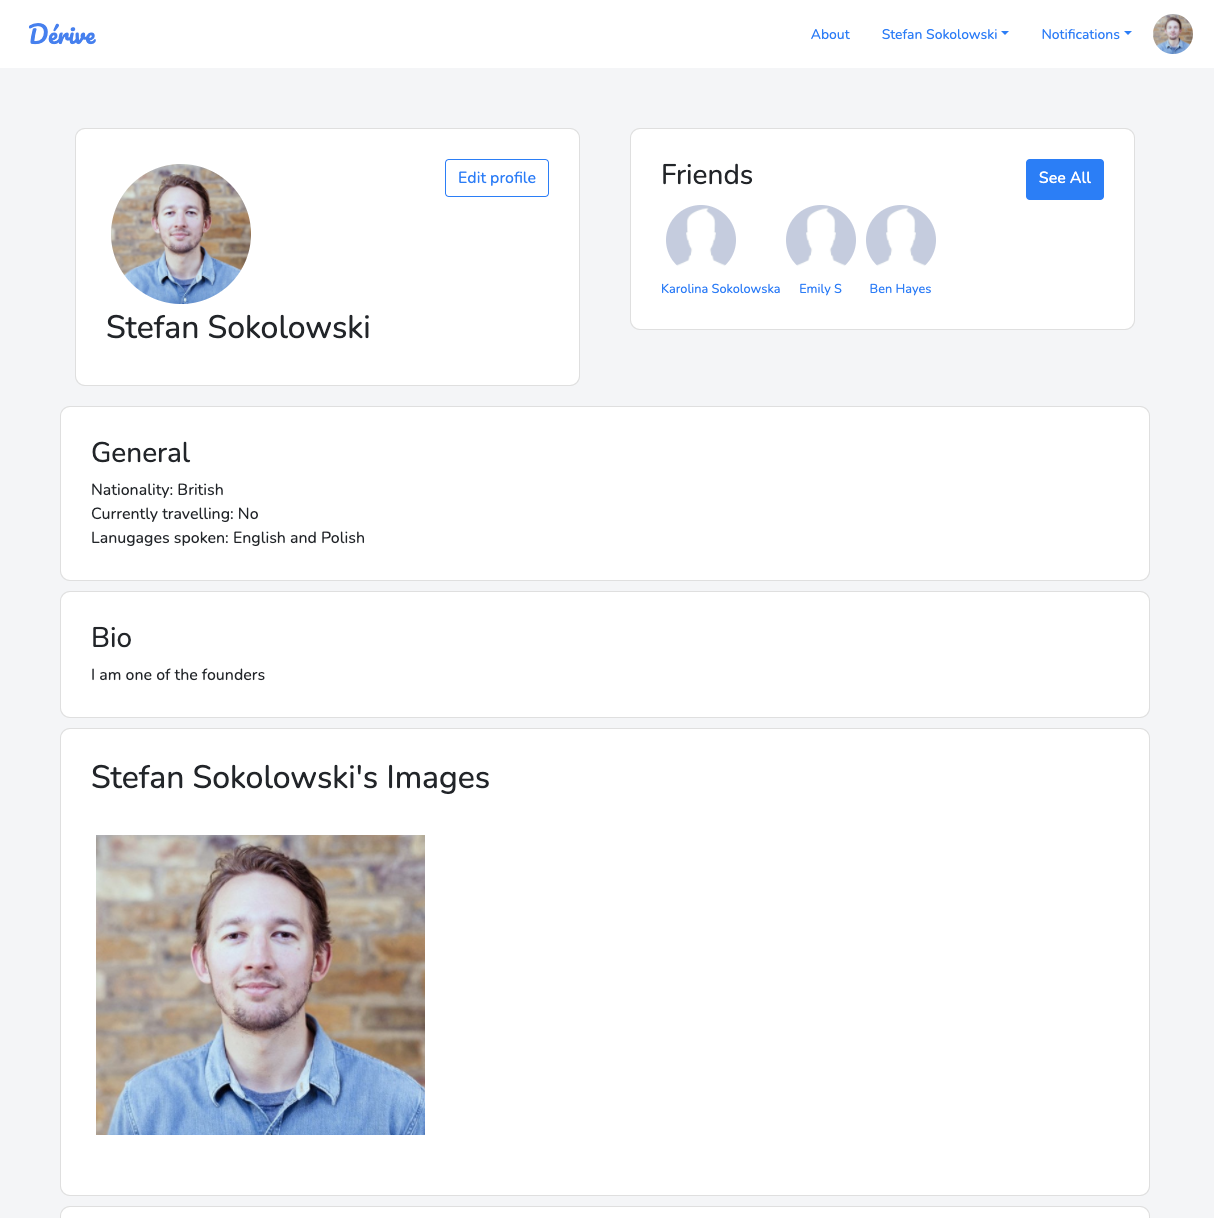 Dérive
About
Stefan Sokolowski
Notifications
Edit profile
Stefan Sokolowski
Friends
See All
Karolina Sokolowska
Emily S
Ben Hayes
General
Nationality: British
Currently travelling: No
Lanugages spoken: English and Polish
Bio
I am one of the founders
Stefan Sokolowski's Images